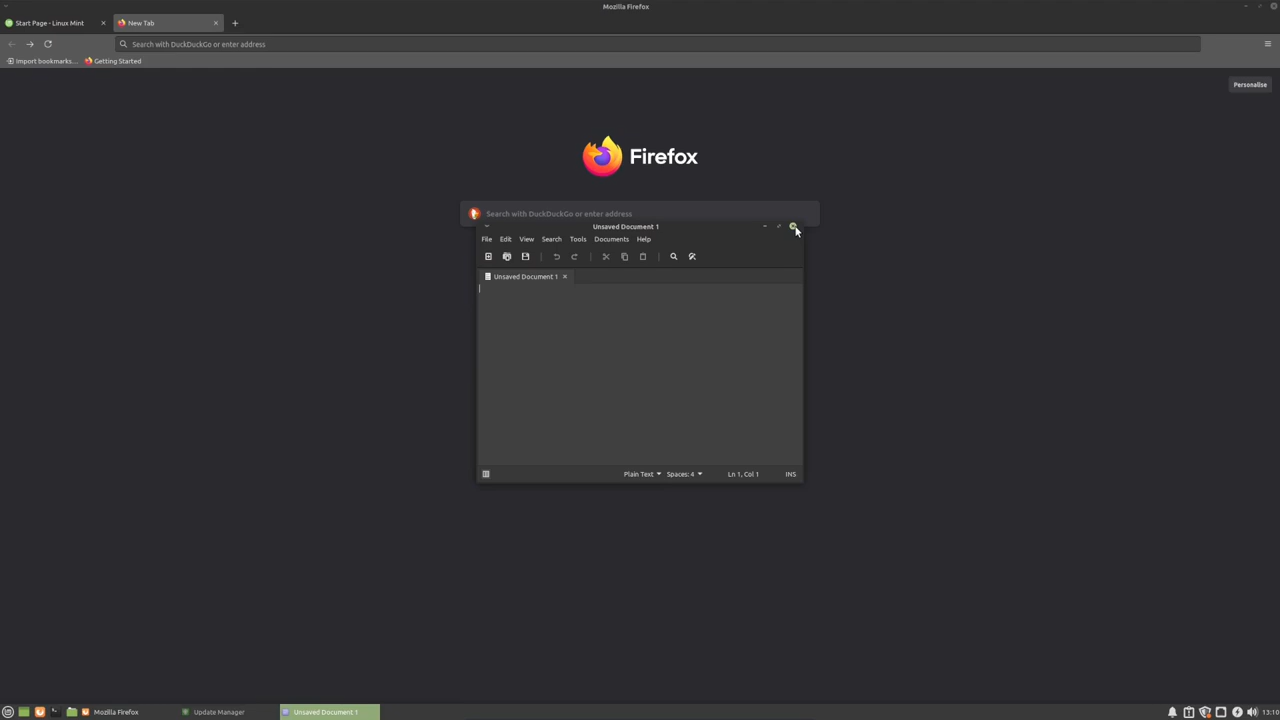 Mozilla Firefox
Start Page - Linux Mint
New Tab
Search with DuckDuckGo or enter address
Import bookmarks...
Getting Started
Personalise
Firefox
Search with DuckDuckGo or enter address
Unsaved Document 1
File Edit View Search Tools Documents Help
Unsaved Document 1
Plain Text Spaces: 4 Ln 1, Col 1 INS
Mozilla Firefox Update Manager Unsaved Document 1 13:10